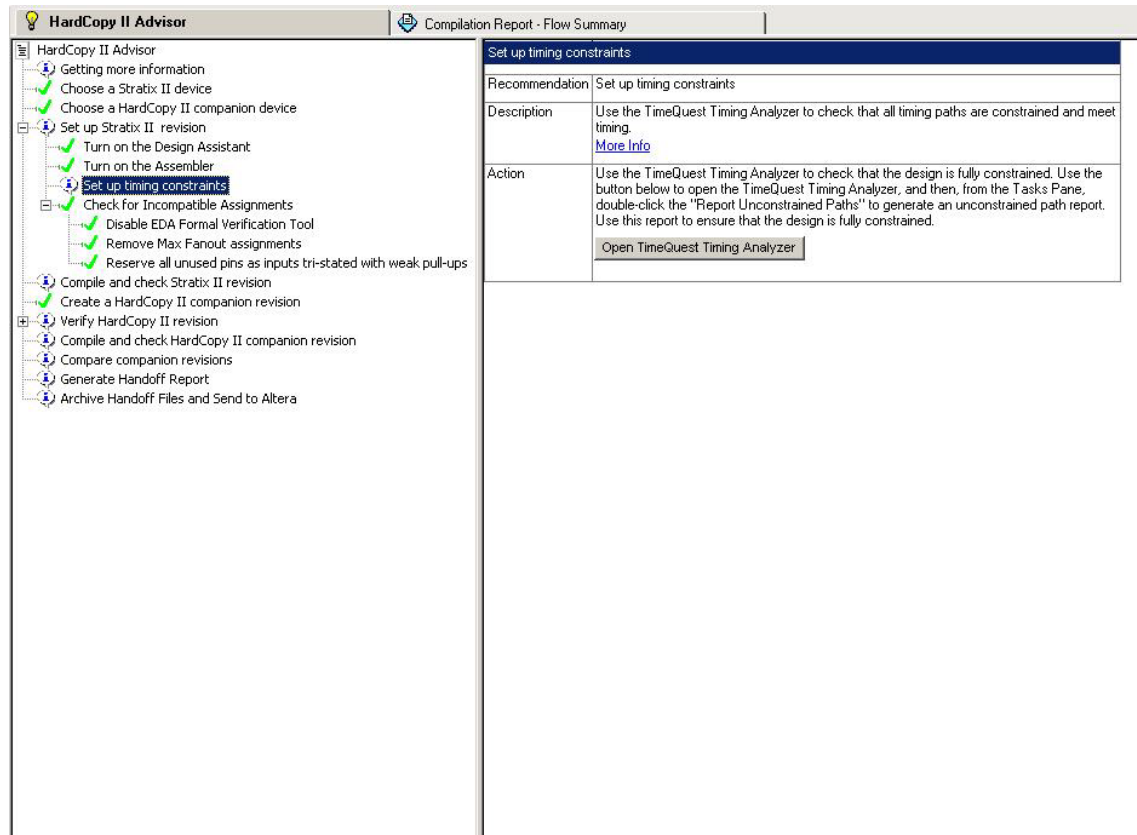 HardCopy II Advisor
Compilation Report - Flow Summary
HardCopy II Advisor
Getting more information
Choose a Stratix II device
Choose a HardCopy II companion device
Set up Stratix II revision
Turn on the Design Assistant
Turn on the Assembler
Set up timing constraints
Check for Incompatible Assignments
Disable EDA Formal Verification Tool
Remove Max Fanout assignments
Reserve all unused pins as inputs tri-stated with weak pull-ups
Compile and check Stratix II revision
Create a HardCopy II companion revision
Verify HardCopy II revision
Compile and check HardCopy II companion revision
Compare companion revisions
Generate Handoff Report
Archive Handoff Files and Send to Altera
Set up timing constraints
Recommendation Set up timing constraints
Description Use the TimeQuest Timing Analyzer to check that all timing paths are constrained and meet
timing.
More Info
Action Use the TimeQuest Timing Analyzer to check that the design is fully constrained. Use the
button below to open the TimeQuest Timing Analyzer, and then, from the Tasks Pane,
double-click the "Report Unconstrained Paths" to generate an unconstrained path report.
Use this report to ensure that the design is fully constrained.
Open TimeQuest Timing Analyzer